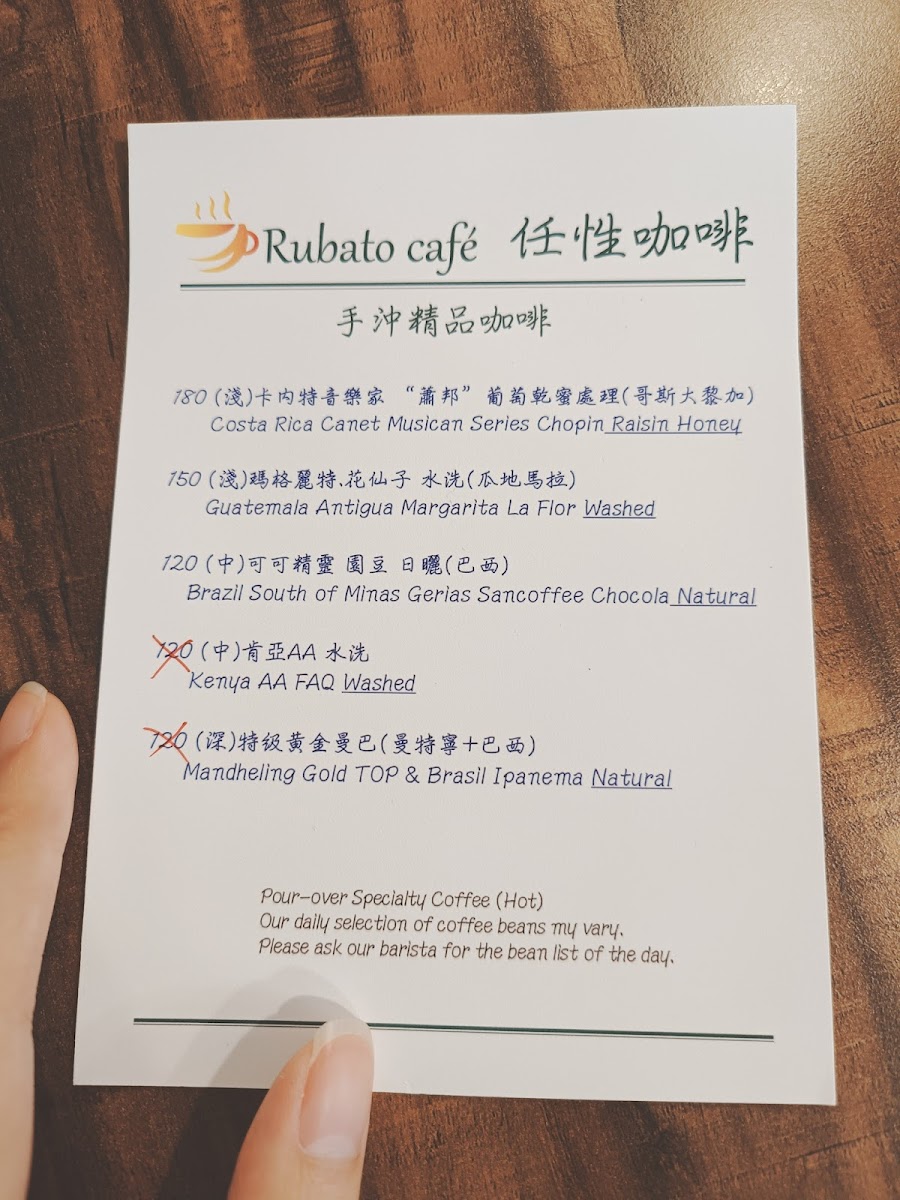 Rubato café 任性咖啡
手沖精品咖啡
180 (淺)卡內特音樂家 “蕭邦” 葡萄乾蜜處理(哥斯大黎加)
Costa Rica Canet Musican Series Chopin Raisin Honey
150 (淺)瑪格麗特.花仙子 水洗(瓜地馬拉)
Guatemala Antigua Margarita La Flor Washed
120 (中)可可精靈 園豆 日曬(巴西)
Brazil South of Minas Gerias Sancoffee Chocola Natural
120 (中)肯亞AA 水洗
Kenya AA FAQ Washed
120 (深)特级黃金曼巴(曼特寧+巴西)
Mandheling Gold TOP & Brasil Ipanema Natural
Pour-over Specialty Coffee (Hot)
Our daily selection of coffee beans my vary.
Please ask our barista for the bean list of the day.